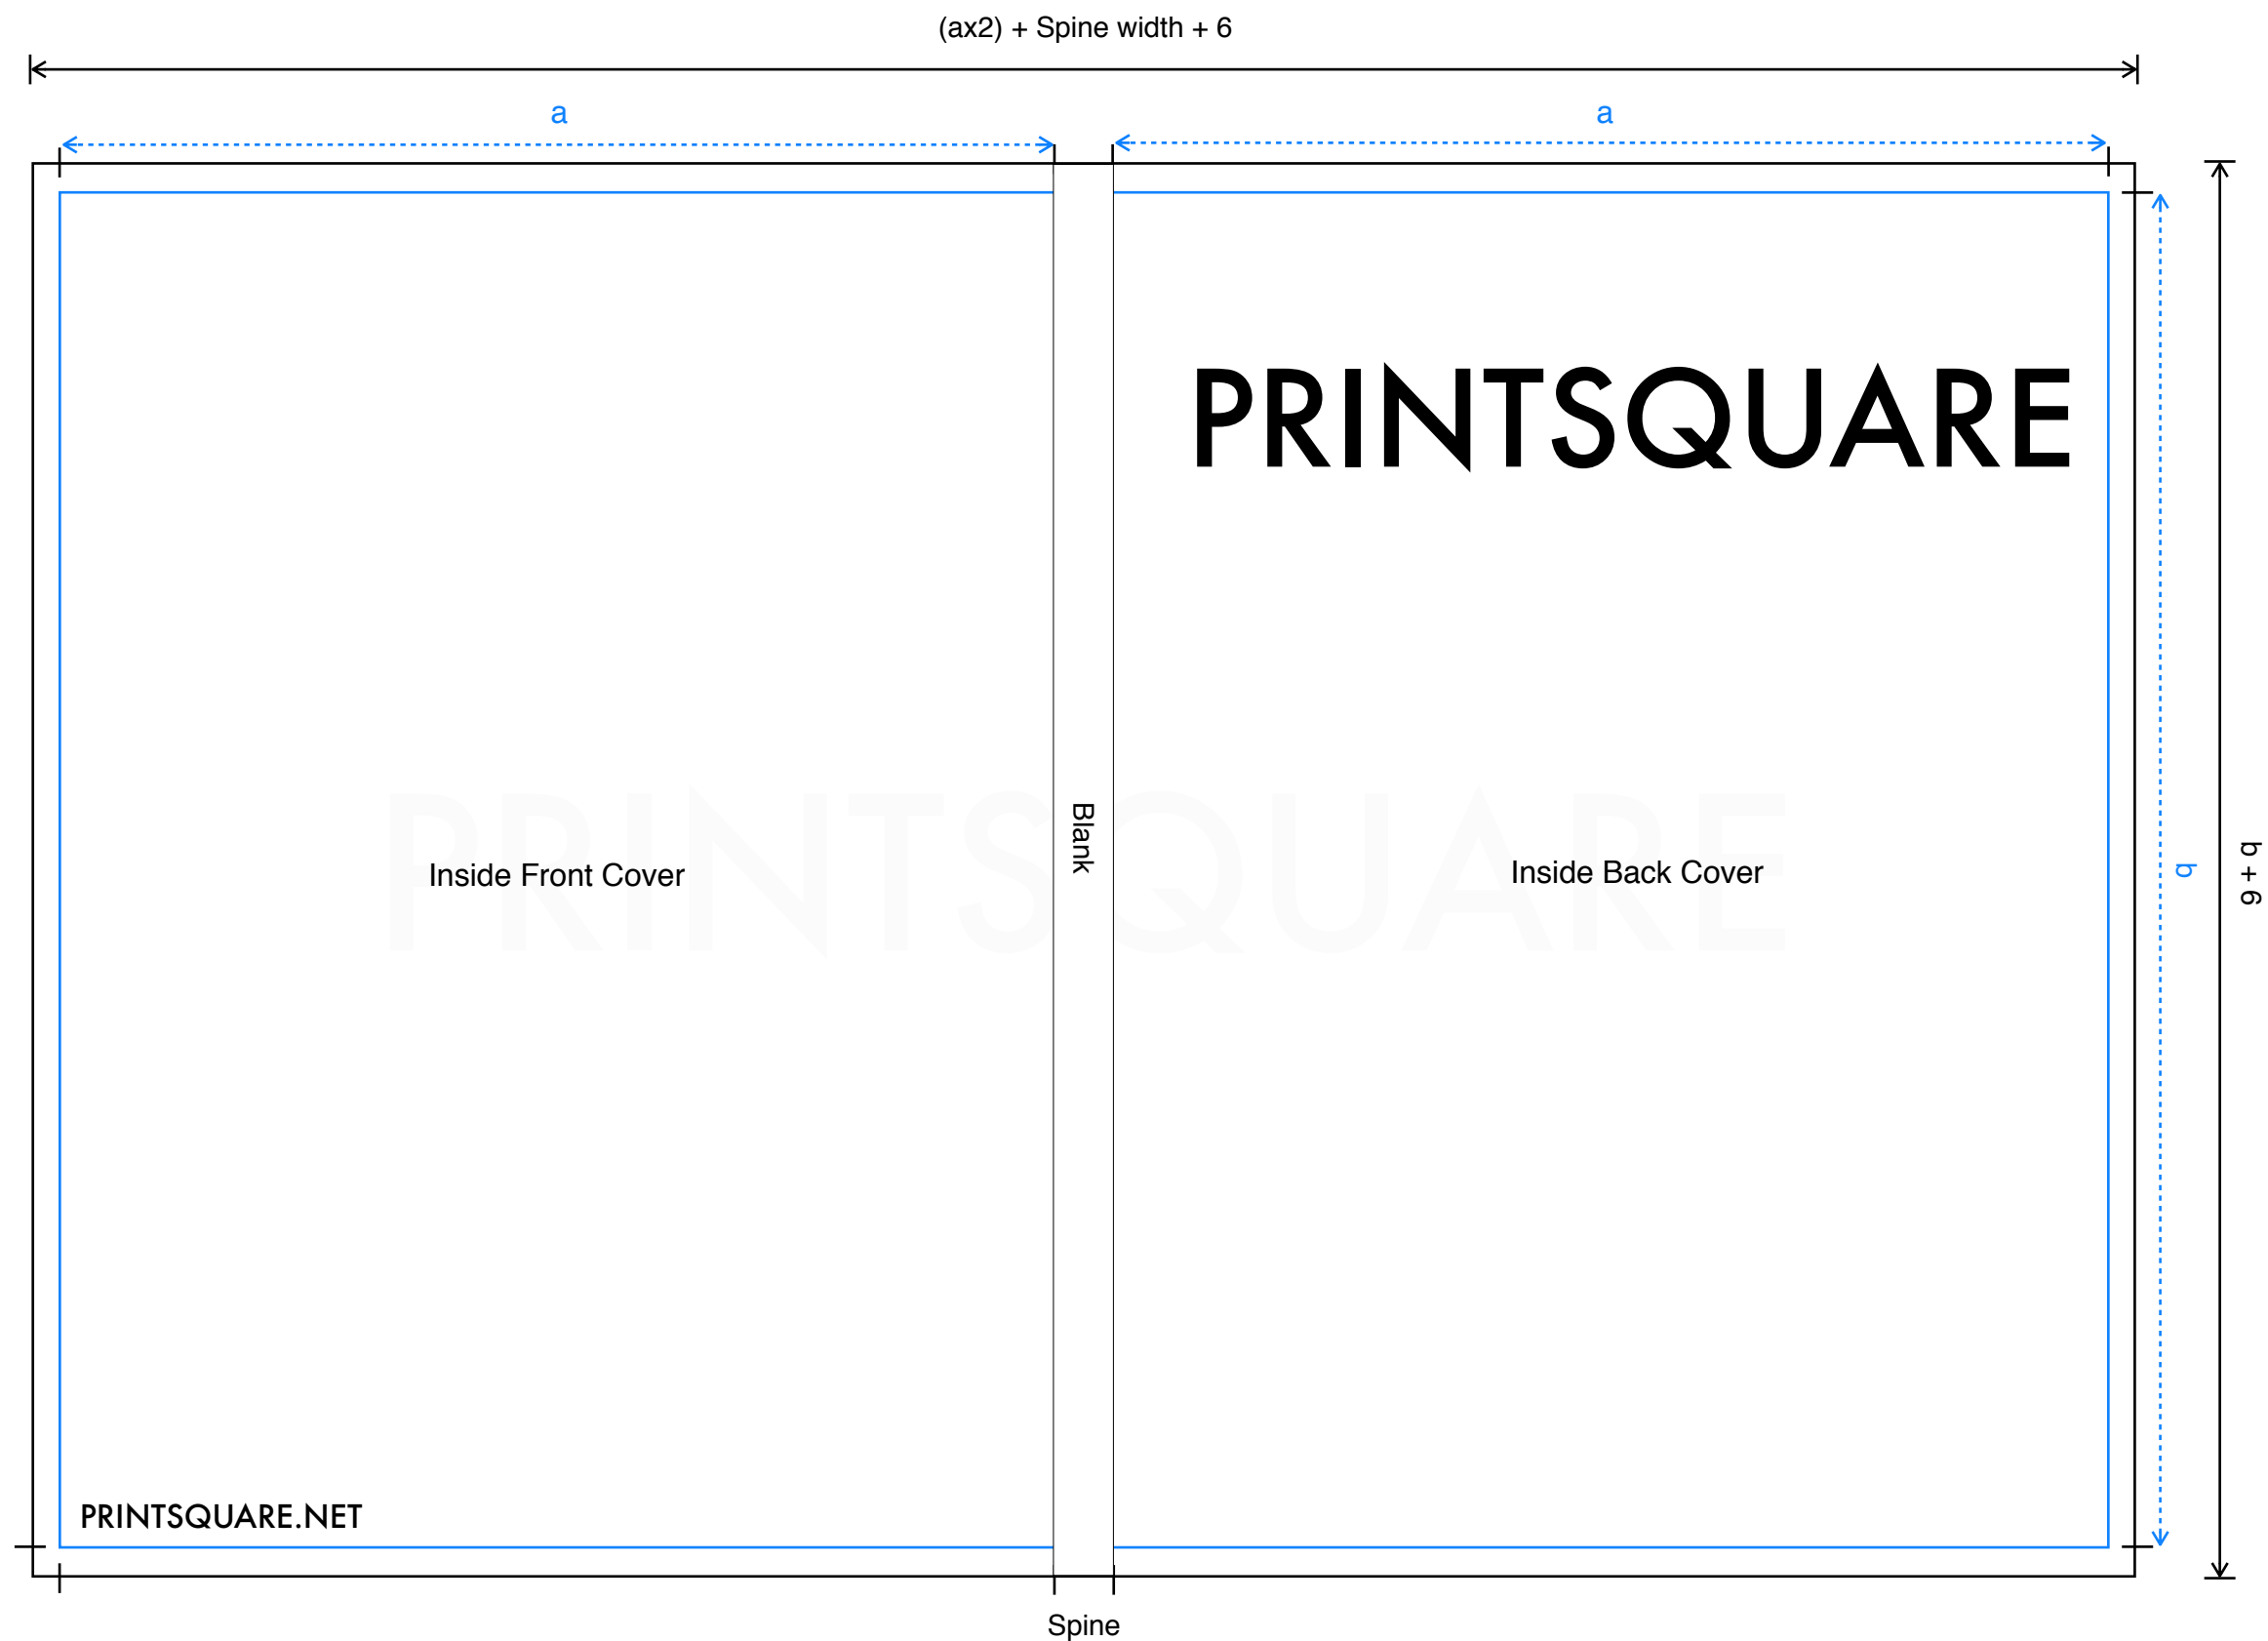 (ax2) + Spine width + 6
a
a
PRINTSQUARE
PRINTSQUARE
Inside Front Cover
Blank
Inside Back Cover
b
b + 6
PRINTSQUARE.NET
Spine